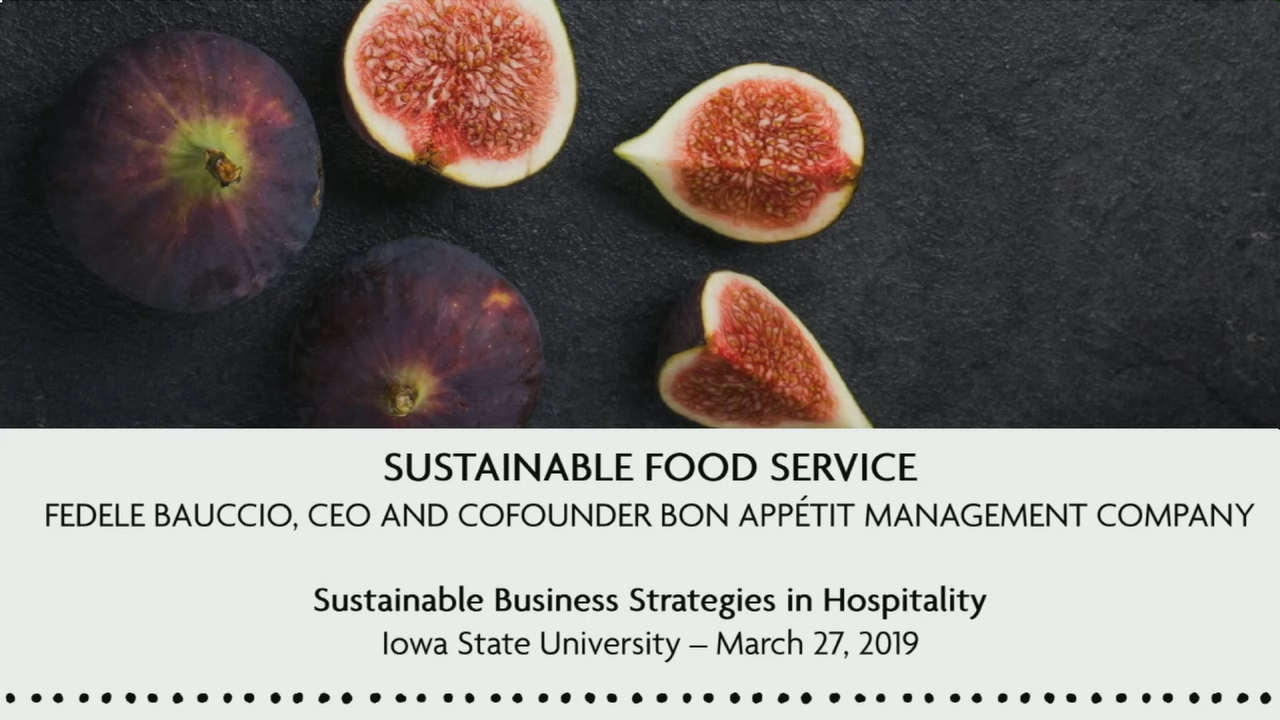 SUSTAINABLE FOOD SERVICE
FEDELE BAUCCIO, CEO AND COFOUNDER BON APPÉTIT MANAGEMENT COMPANY
Sustainable Business Strategies in Hospitality
Iowa State University – March 27, 2019